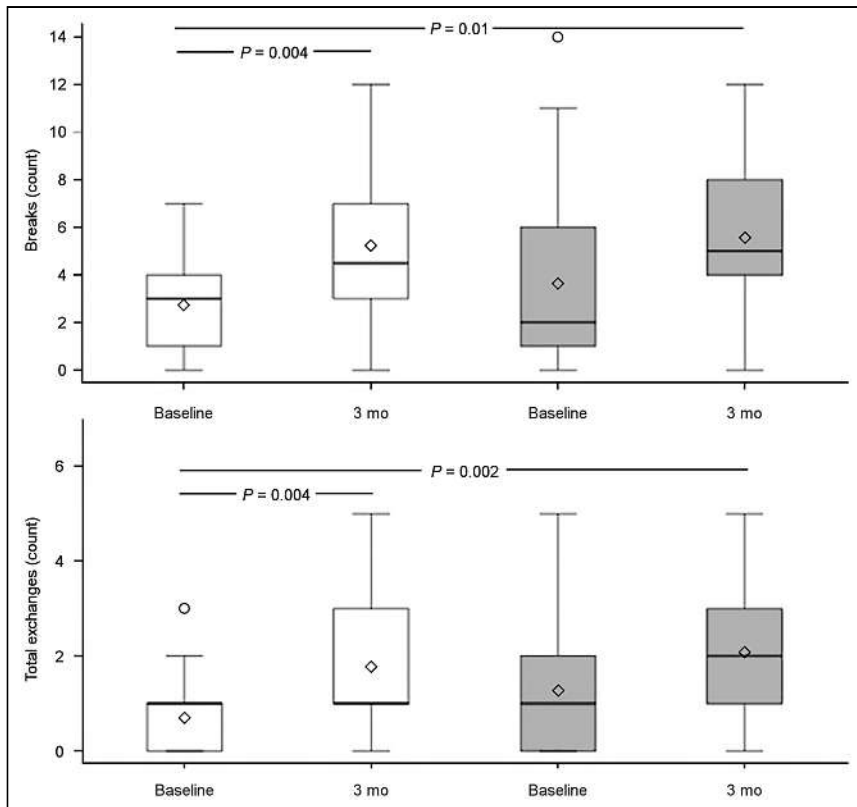 P = 0.01
14
P = 0.004
12
10
8
6
4
2
0
Breaks (count)
Baseline 3 mo Baseline 3 mo
6
P = 0.002
P = 0.004
4
2
0
Total exchanges (count)
Baseline 3 mo Baseline 3 mo